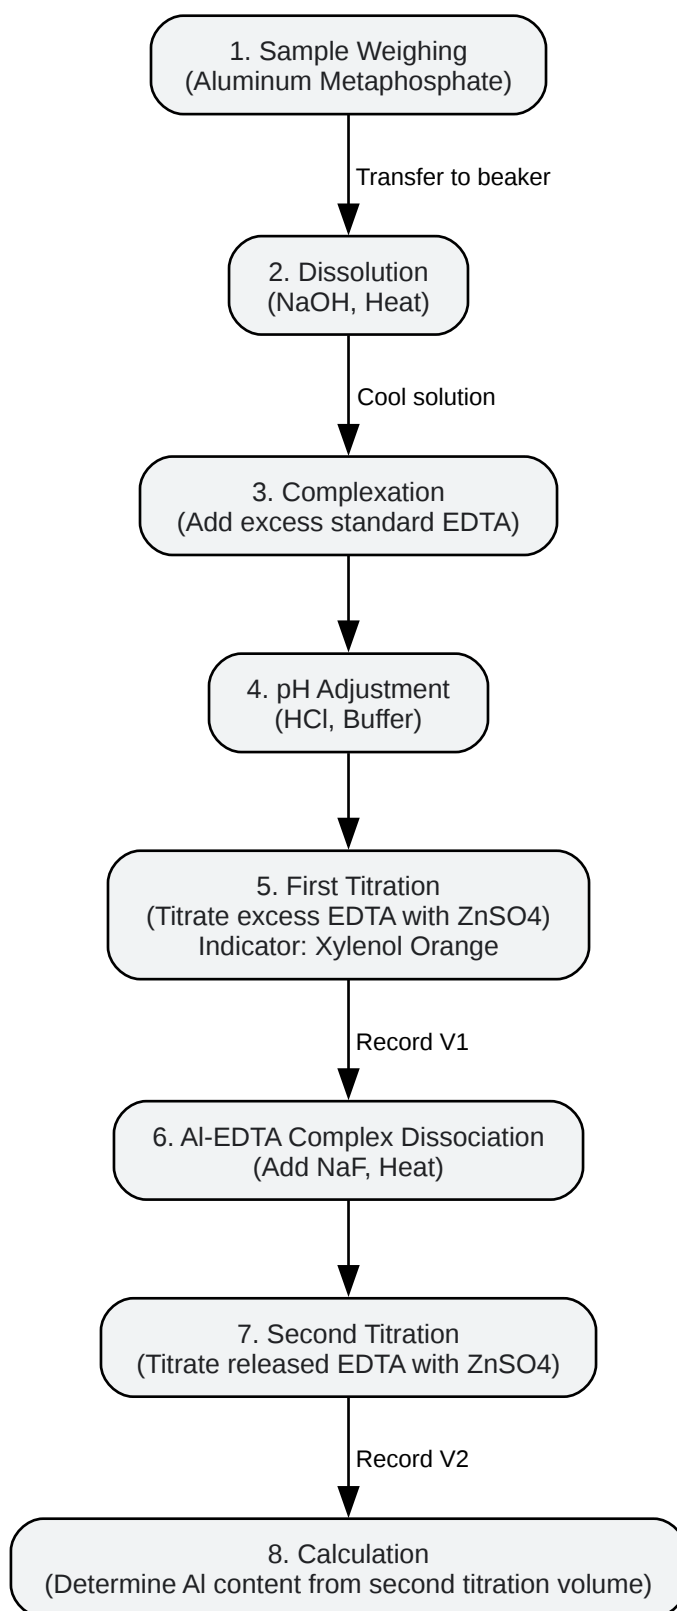 1. Sample Weighing
(Aluminum Metaphosphate)
Transfer to beaker
2. Dissolution
(NaOH, Heat)
Cool solution
3. Complexation
(Add excess standard EDTA)
4. pH Adjustment
(HCl, Buffer)
5. First Titration
(Titrate excess EDTA with ZnSO4)
Indicator: Xylenol Orange
Record V1
6. Al-EDTA Complex Dissociation
(Add NaF, Heat)
7. Second Titration
(Titrate released EDTA with ZnSO4)
Record V2
8. Calculation
(Determine Al content from second titration volume)